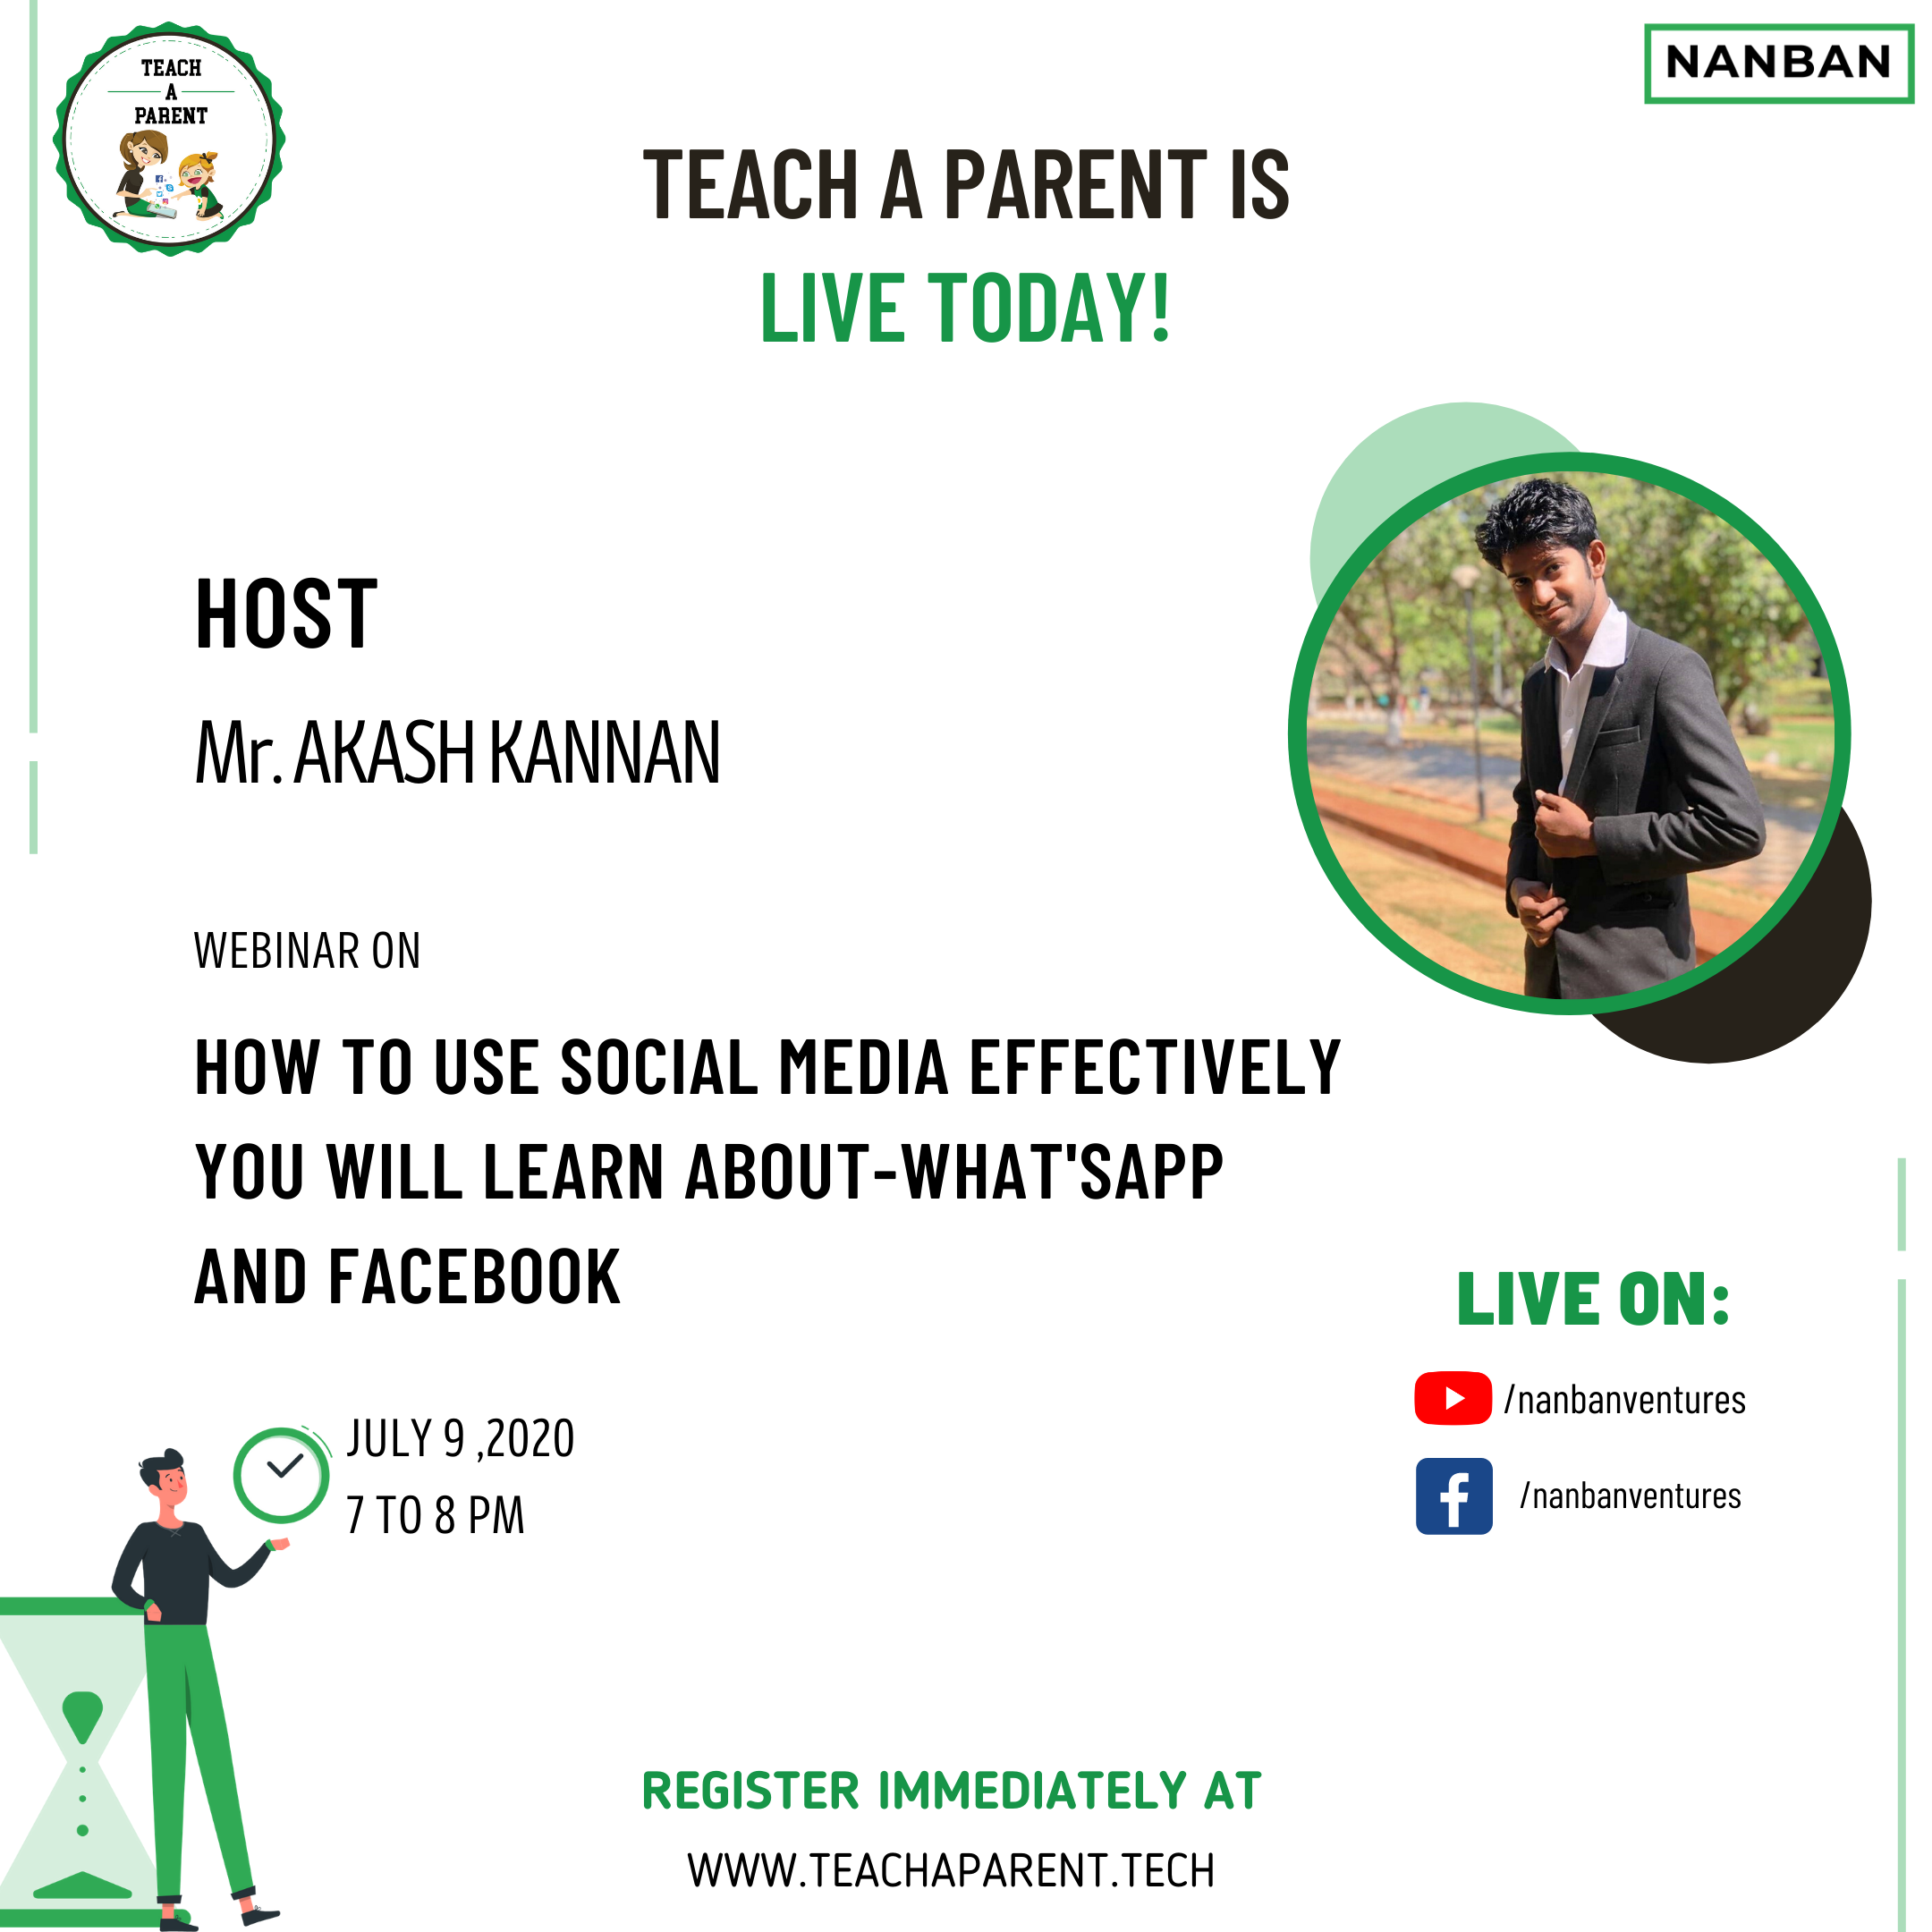 TEACH
A
PARENT
NANBAN
TEACH A PARENT IS
LIVE TODAY!
HOST
Mr. AKASH KANNAN
WEBINAR ON
HOW TO USE SOCIAL MEDIA EFFECTIVELY
YOU WILL LEARN ABOUT-WHAT'SAPP
AND FACEBOOK
JULY 9 ,2020
7 TO 8 PM
LIVE ON:
/nanbanventures
/nanbanventures
REGISTER IMMEDIATELY AT
WWW.TEACHAPARENT.TECH